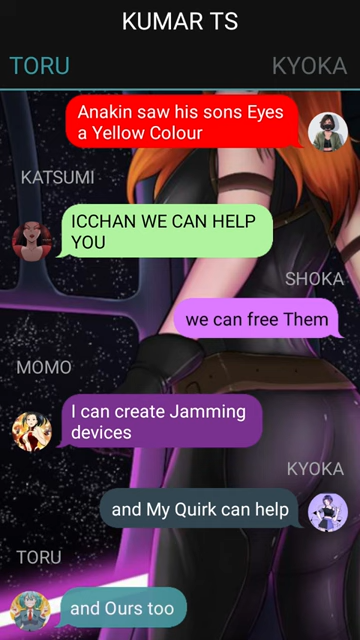 KUMAR TS
TORU
KYOKA
Anakin saw his sons Eyes
a Yellow Colour
KATSUMI
ICCHAN WE CAN HELP
YOU
SHOKA
we can free Them
MOMO
I can create Jamming
devices
KYOKA
and My Quirk can help
TORU
and Ours too